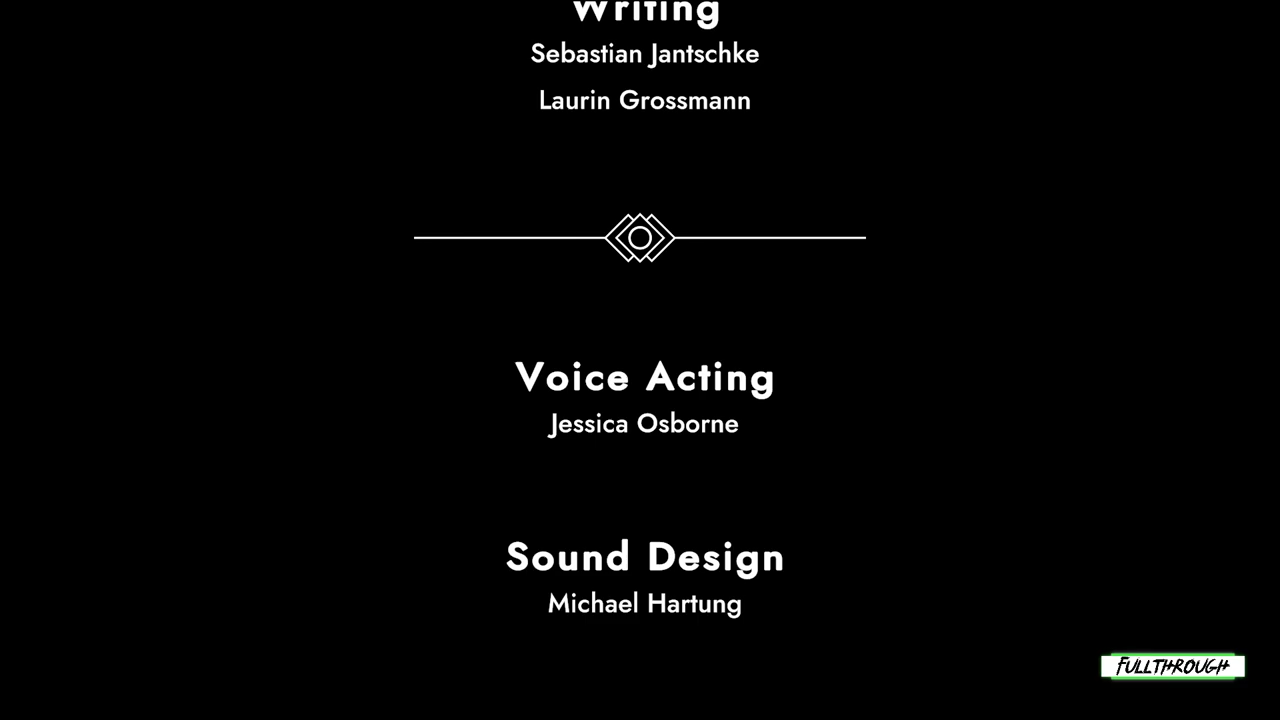 Writing
Sebastian Jantschke
Laurin Grossmann
Voice Acting
Jessica Osborne
Sound Design
Michael Hartung
FULLTHROUGH